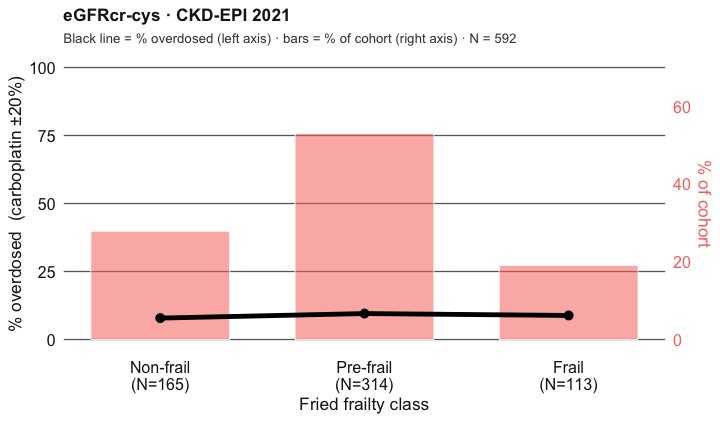 eGFRcr-cys · CKD-EPI 2021
Black line = % overdosed (left axis) · bars = % of cohort (right axis) · N = 592
% overdosed (carboplatin ±20%)
100
75
50
25
0
60
40
20
0
% of cohort
Non-frail
(N=165)
Pre-frail
(N=314)
Frail
(N=113)
Fried frailty class